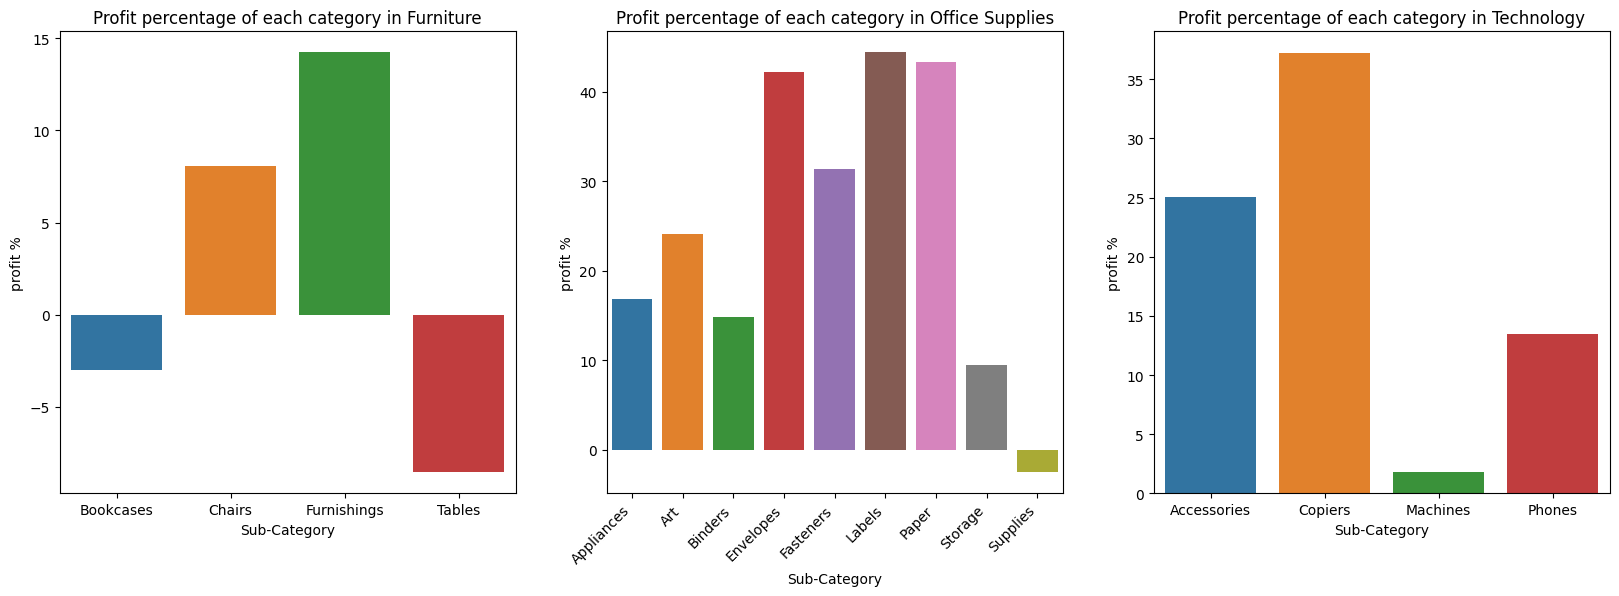 Profit percentage of each category in Furniture
profit %
15
10
5
0
−5
Bookcases
Chairs
Furnishings
Tables
Sub-Category
Profit percentage of each category in Office Supplies
profit %
40
30
20
10
0
Appliances
Art
Binders
Envelopes
Fasteners
Labels
Paper
Storage
Supplies
Sub-Category
Profit percentage of each category in Technology
profit %
35
30
25
20
15
10
5
0
Accessories
Copiers
Machines
Phones
Sub-Category